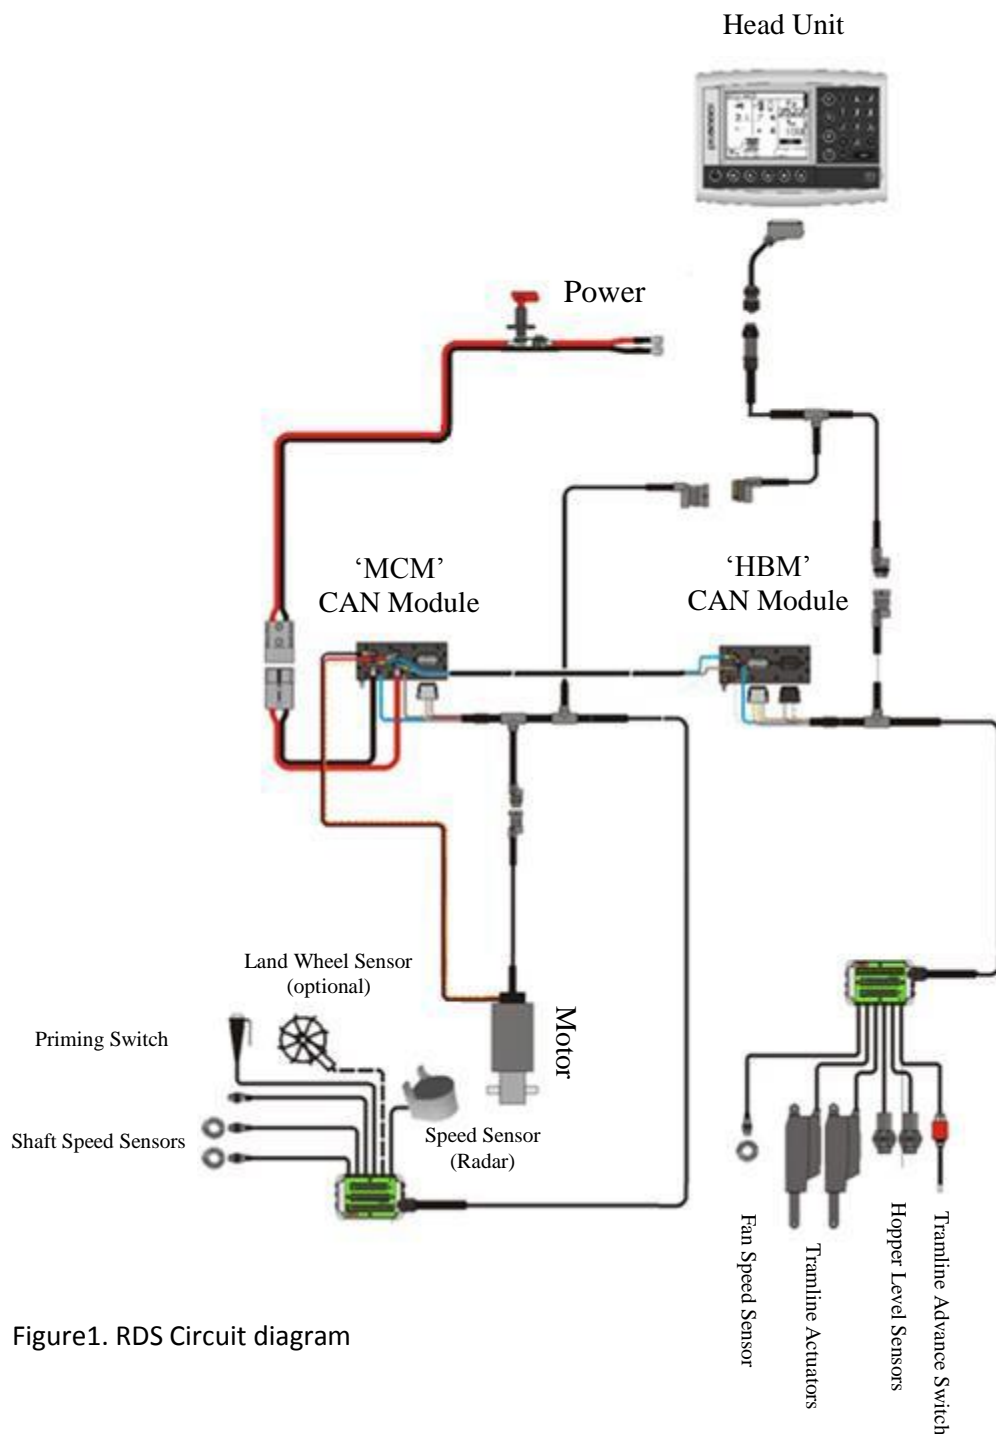 Head Unit
Power
‘MCM’
CAN Module
‘HBM’
CAN Module
Land Wheel Sensor
(optional)
Priming Switch
Motor
Shaft Speed Sensors
Speed Sensor
(Radar)
Fan Speed Sensor
Tramline Actuators
Hopper Level Sensors
Tramline Advance Switch
Figure1. RDS Circuit diagram